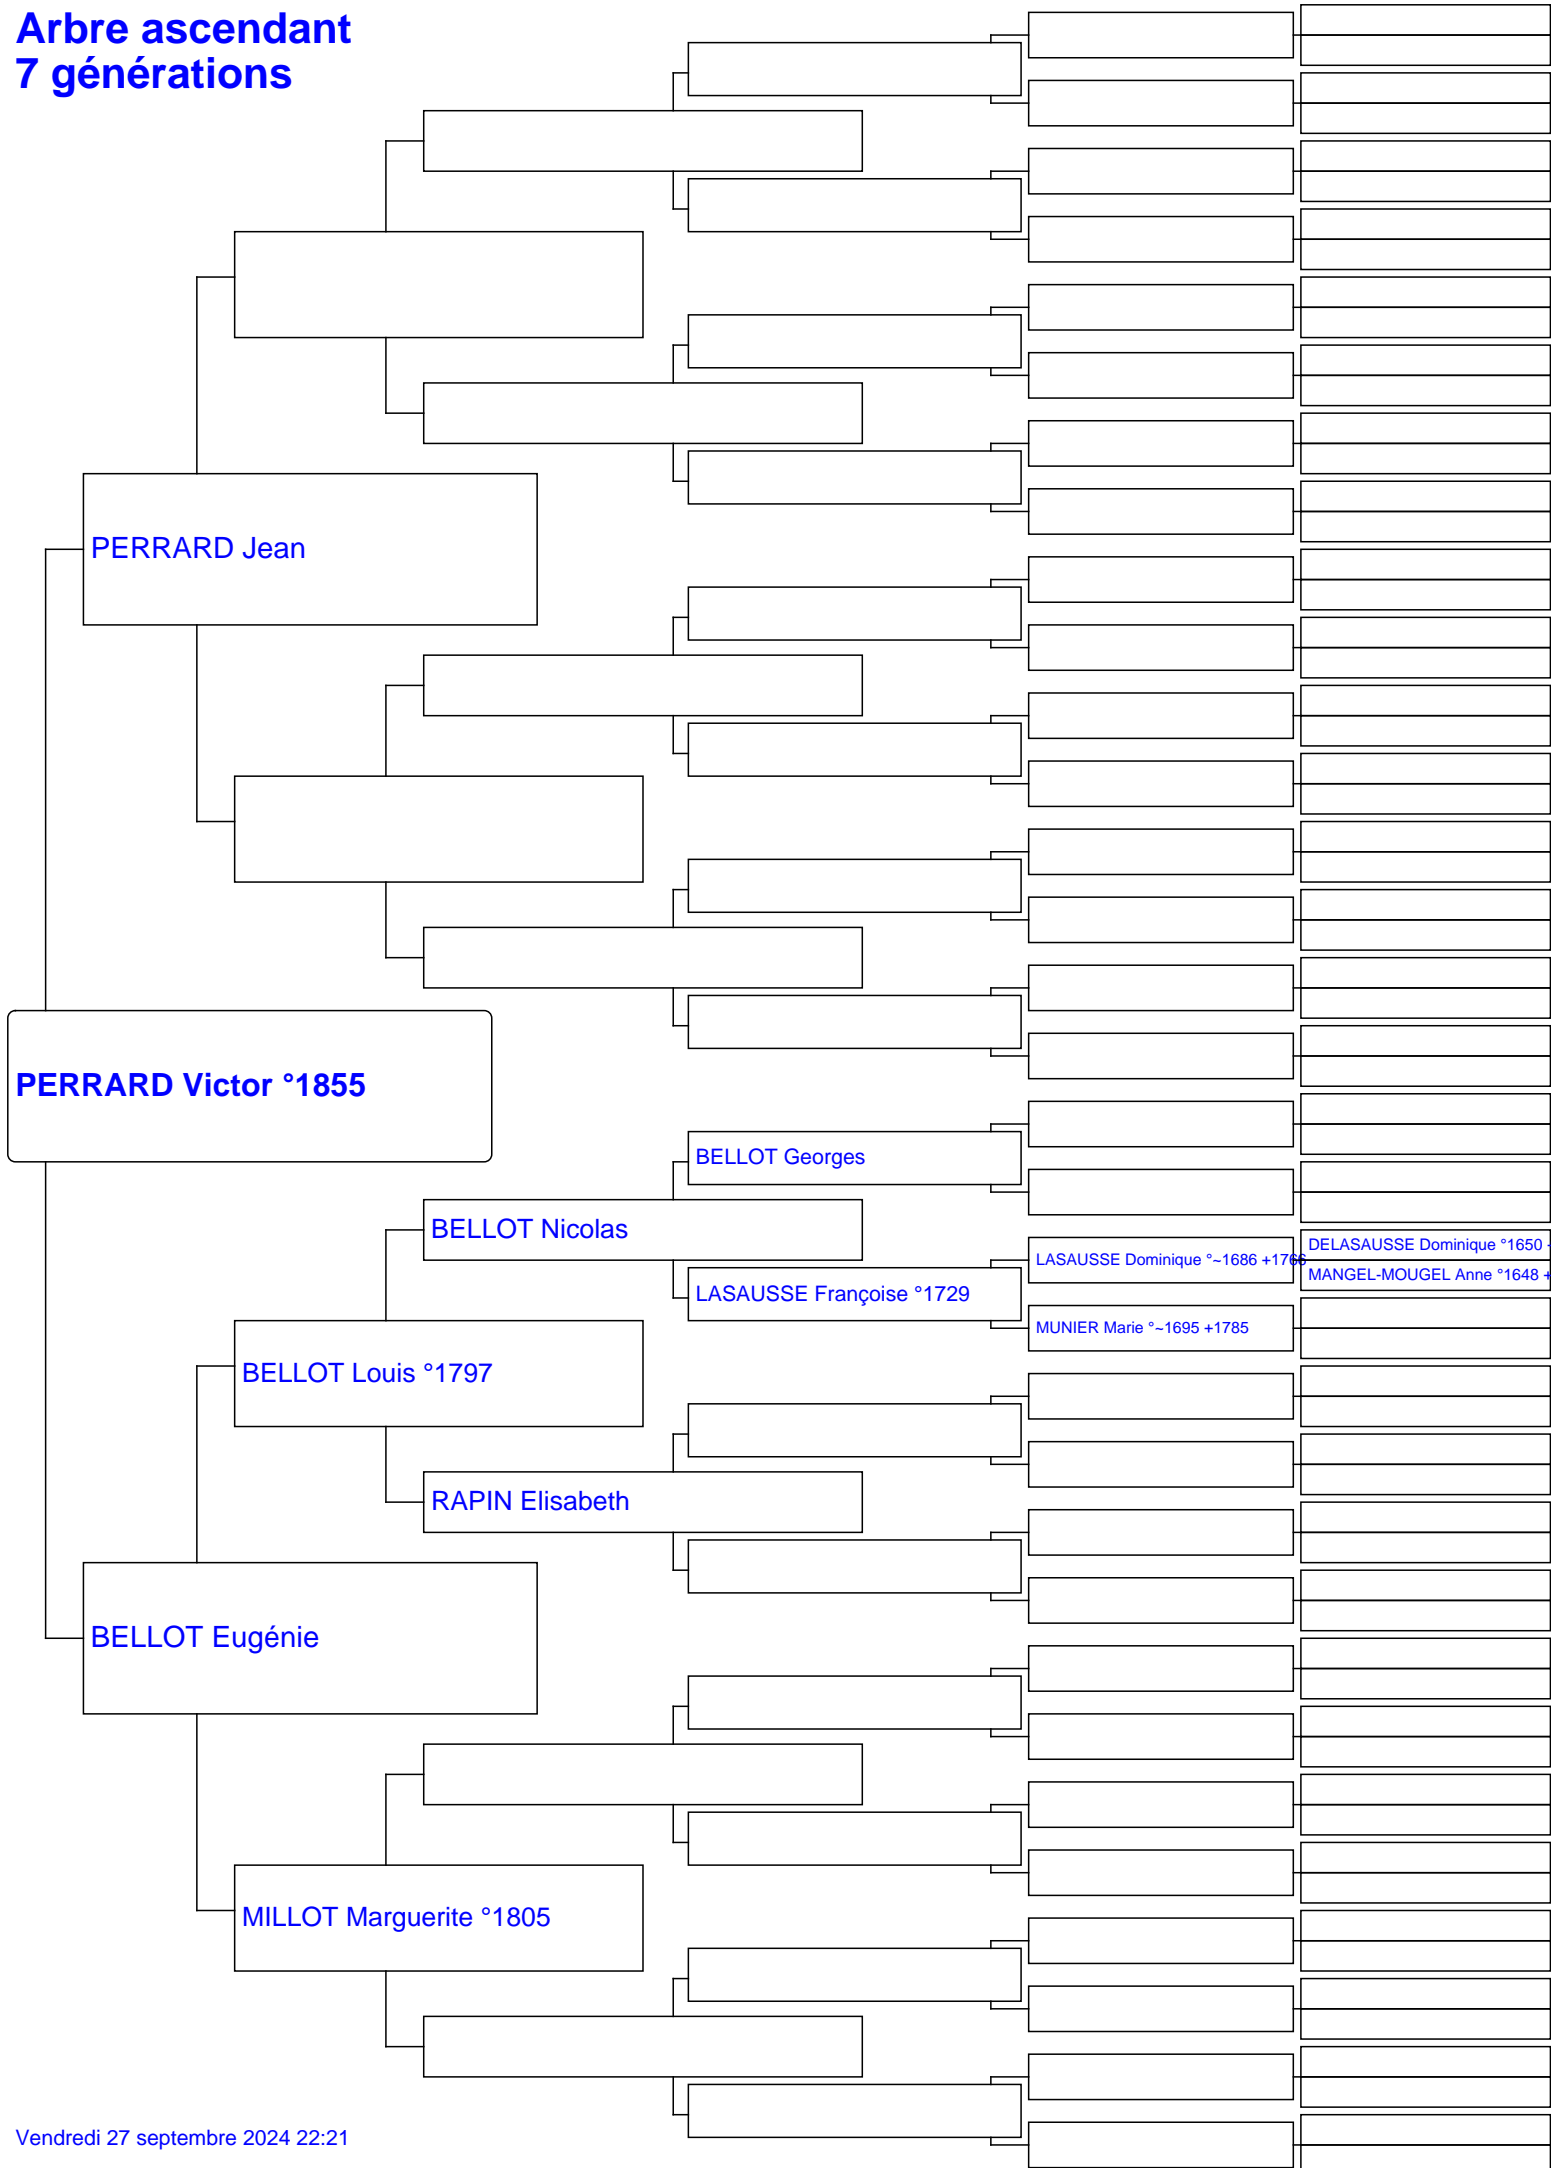 Arbre ascendant
7 générations
PERRARD Jean
PERRARD Victor °1855
BELLOT Georges
BELLOT Nicolas
DELASAUSSE Dominique °1650
LASAUSSE Dominique °~1686 +1766
MANGEL-MOUGEL Anne °1648 +
LASAUSSE Françoise °1729
MUNIER Marie °~1695 +1785
BELLOT Louis °1797
RAPIN Elisabeth
BELLOT Eugénie
MILLOT Marguerite °1805
Vendredi 27 septembre 2024 22:21